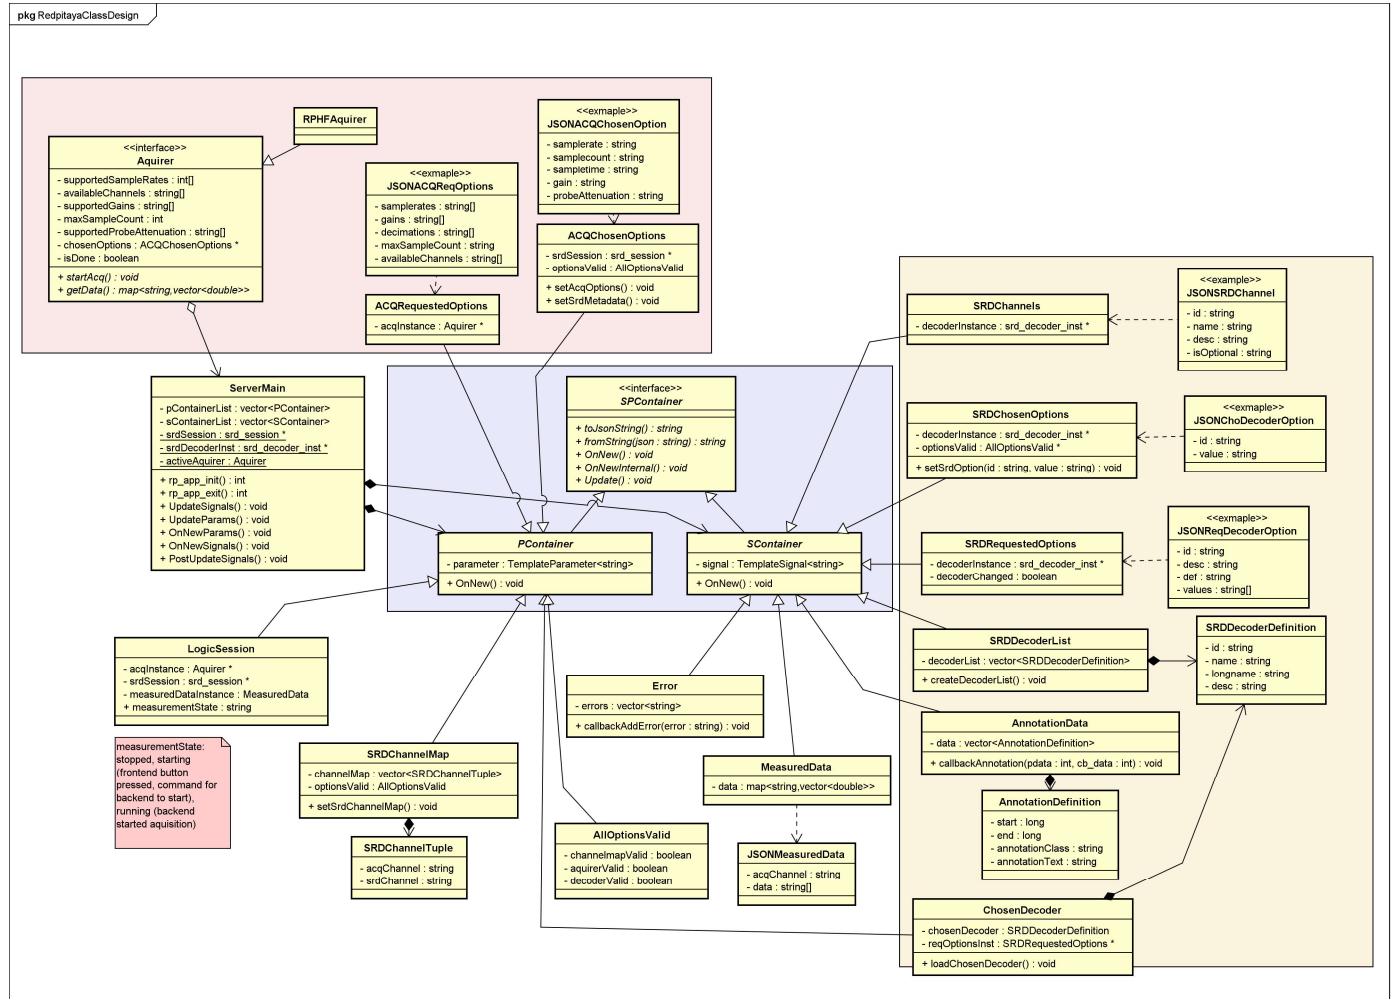 pkg RedpitayaClassDesign
RPHFAquirer
<<interface>>
Aquirer
- supportedSampleRates : int[]
- availableChannels : string[]
- supportedGains : string[]
- maxSampleCount : int
- supportedProbeAttenuation : string[]
- chosenOptions : ACQChosenOptions *
- isDone : boolean
+ startAcq() : void
+ getData() : map<string,vector<double>>
<<exmaple>>
JSONACQReqOptions
- samplerates : string[]
- gains : string[]
- decimations : string[]
- maxSampleCount : string
- availableChannels : string[]
ACQRequestedOptions
- acqInstance : Aquirer *
<<exmaple>>
JSONACQChosenOption
- samplerate : string
- samplecount : string
- sampletime : string
- gain : string
- probeAttenuation : string
ACQChosenOptions
- srdSession : srd_session *
- optionsValid : AllOptionsValid
+ setAcqOptions() : void
+ setSrdMetadata() : void
ServerMain
- pContainerList : vector<PContainer>
- sContainerList : vector<SContainer>
- srdSession : srd_session *
- srdDecoderInst : srd_decoder_inst *
- activeAquirer : Aquirer
+ rp_app_init() : int
+ rp_app_exit() : int
+ UpdateSignals() : void
+ UpdateParams() : void
+ OnNewParams() : void
+ OnNewSignals() : void
+ PostUpdateSignals() : void
<<interface>>
SPContainer
+ toJsonString() : string
+ fromString(json : string) : string
+ OnNew() : void
+ OnNewInternal() : void
+ Update() : void
PContainer
- parameter : TemplateParameter<string>
+ OnNew() : void
SContainer
- signal : TemplateSignal<string>
+ OnNew() : void
SRDChannels
- decoderInstance : srd_decoder_inst *
<<exmaple>>
JSONSRDChannel
- id : string
- name : string
- desc : string
- isOptional : string
SRDChosenOptions
- decoderInstance : srd_decoder_inst *
- optionsValid : AllOptionsValid *
+ setSrdOption(id : string, value : string) : void
<<exmaple>>
JSONChoDecoderOption
- id : string
- value : string
SRDRequestedOptions
- decoderInstance : srd_decoder_inst *
- decoderChanged : boolean
<<exmaple>>
JSONReqDecoderOption
- id : string
- desc : string
- def : string
- values : string[]
SRDDecoderList
- decoderList : vector<SRDDecoderDefinition>
+ createDecoderList() : void
SRDDecoderDefinition
- id : string
- name : string
- longname : string
- desc : string
LogicSession
- acqInstance : Aquirer *
- srdSession : srd_session *
- measuredDataInstance : MeasuredData
+ measurementState : string
measurementState:
stopped, starting
(frontend button
pressed, command for
backend to start),
running (backend
started aquisition)
SRDChannelMap
- channelMap : vector<SRDChannelTuple>
- optionsValid : AllOptionsValid
+ setSrdChannelMap() : void
SRDChannelTuple
- acqChannel : string
- srdChannel : string
Error
- errors : vector<string>
+ callbackAddError(error : string) : void
AllOptionsValid
- channelmapValid : boolean
- aquirerValid : boolean
- decoderValid : boolean
MeasuredData
- data : map<string,vector<double>>
JSONMeasuredData
- acqChannel : string
- data : string[]
AnnotationData
- data : vector<AnnotationDefinition>
+ callbackAnnotation(pdata : int, cb_data : int) : void
AnnotationDefinition
- start : long
- end : long
- annotationClass : string
- annotationText : string
ChosenDecoder
- chosenDecoder : SRDDecoderDefinition
- reqOptionsInst : SRDRequestedOptions *
+ loadChosenDecoder() : void